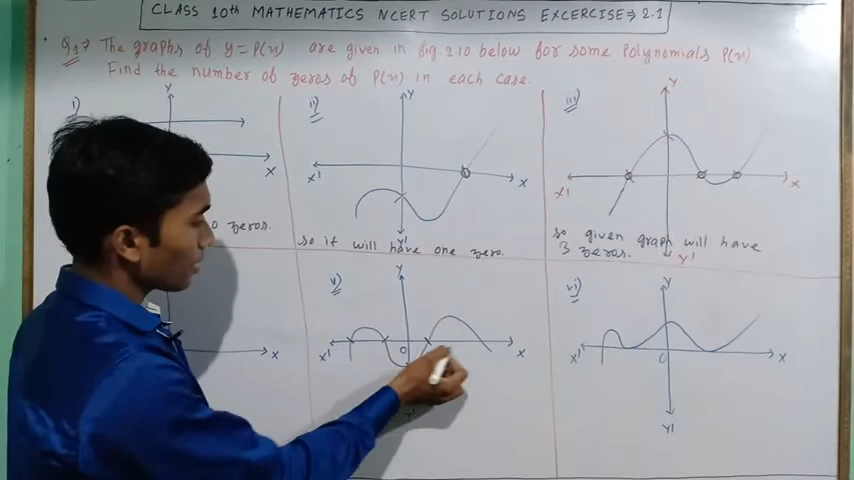 CLASS 10th MATHEMATICS NCERT SOLUTIONS EXCERCISE⇒ 2.1
Q1→ The graphs of y = P(x) are given in fig. 2.10 below for some Polynomials P(x)
Find the number of zeros of P(x) in each case.
i)
Y
X
o zeros.
ii)
Y
X'
X
Y'
so it will have one zero.
iii)
Y
X'
X
Y'
so given graph will have
3 zeros.
X
v)
Y
X'
O
X
Y'
vi)
Y
X'
O
X
Y'